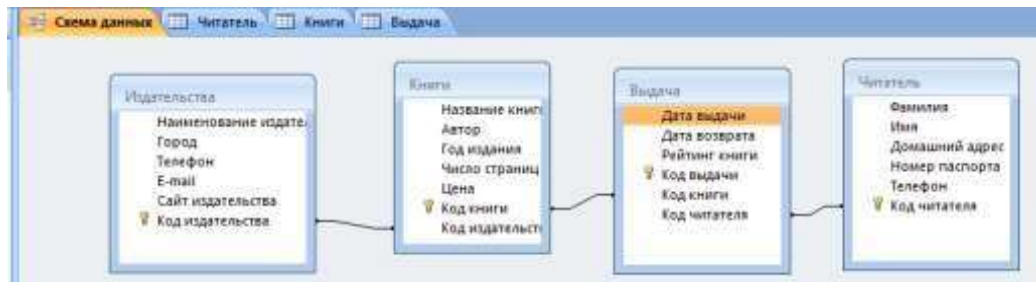 Схема данных Читатель Книги Выдача
Издательства
Наименование издате
Город
Телефон
E-mail
Сайт издательства
Код издательства
Книги
Название книг
Автор
Год издания
Число страниц
Цена
Код книги
Код издательст
Выдача
Дата выдачи
Дата возврата
Рейтинг книги
Код выдачи
Код книги
Код читателя
Читатель
Фамилия
Имя
Домашний адрес
Номер паспорта
Телефон
Код читателя